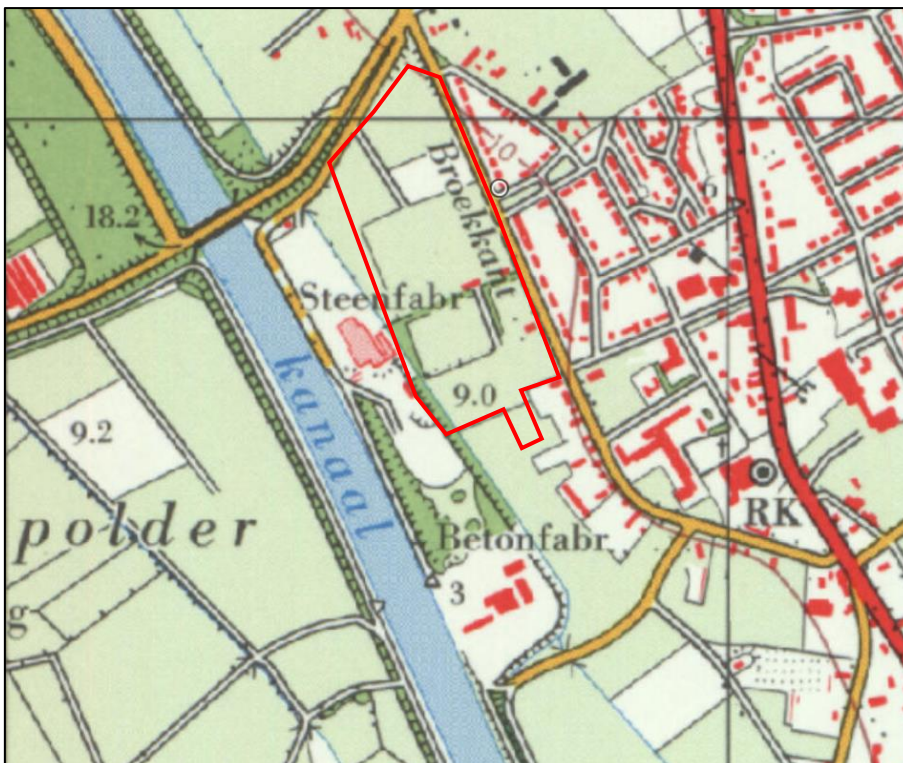 10
Broekkant
6
18.2
Steenfabr
kanaal
9.0
9.2
RK
polder
Betonfabr.
3
g